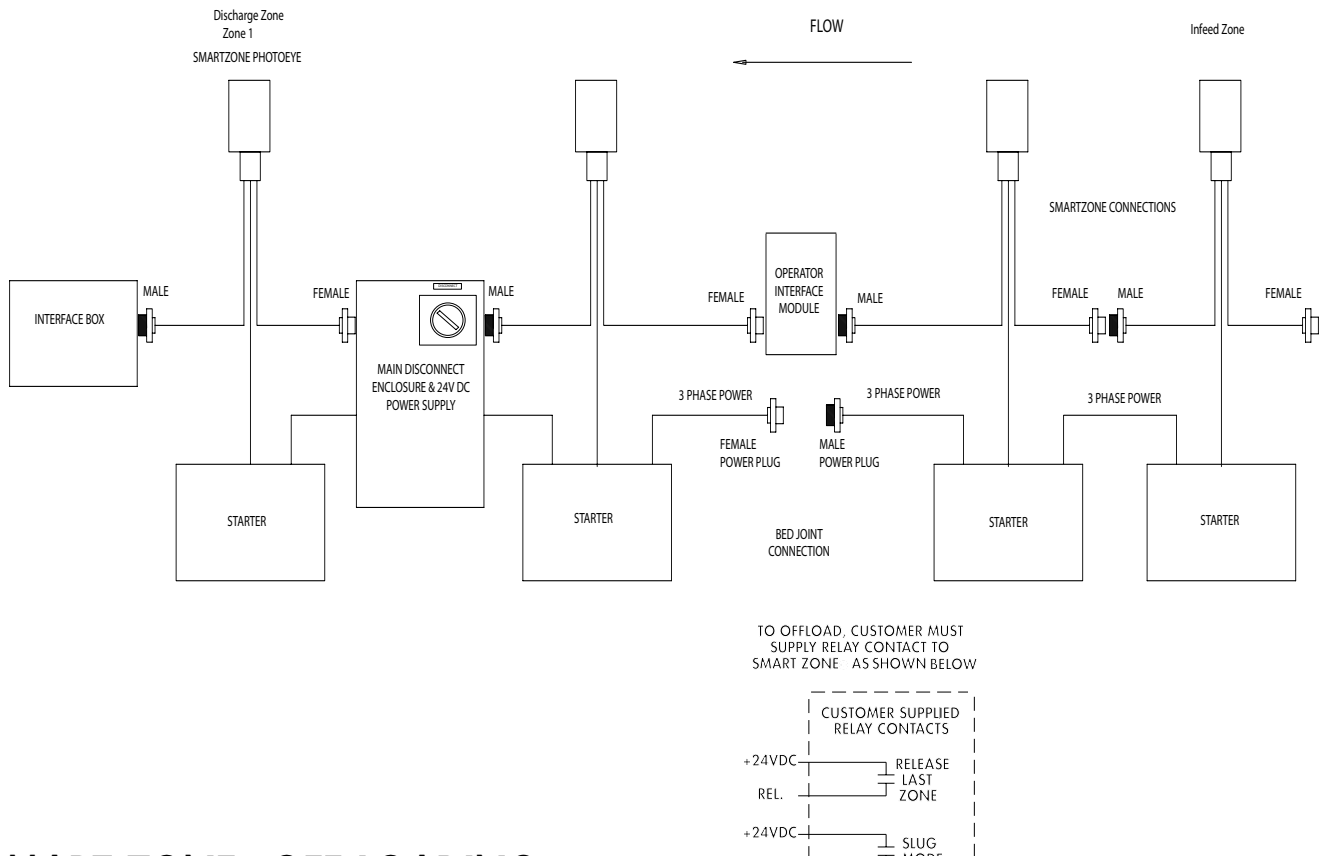 Discharge Zone
Zone 1
SMARTZONE PHOTOEYE
FLOW
Infeed Zone
SMARTZONE CONNECTIONS
INTERFACE BOX
MALE
FEMALE
DISCONNECT
MALE
MAIN DISCONNECT
ENCLOSURE & 24V DC
POWER SUPPLY
FEMALE
OPERATOR
INTERFACE
MODULE
MALE
FEMALE
MALE
FEMALE
3 PHASE POWER
3 PHASE POWER
3 PHASE POWER
FEMALE
POWER PLUG
MALE
POWER PLUG
STARTER
STARTER
STARTER
STARTER
BED JOINT
CONNECTION
TO OFFLOAD, CUSTOMER MUST
SUPPLY RELAY CONTACT TO
SMART ZONE AS SHOWN BELOW
CUSTOMER SUPPLIED
RELAY CONTACTS
+24VDC
REL.
RELEASE
LAST
ZONE
+24VDC
SLUG
MODE